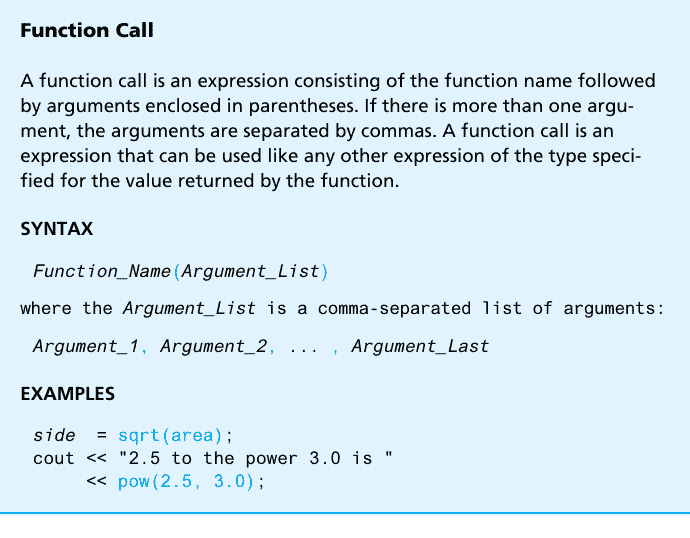 Function Call
A function call is an expression consisting of the function name followed
by arguments enclosed in parentheses. If there is more than one argu-
ment, the arguments are separated by commas. A function call is an
expression that can be used like any other expression of the type speci-
fied for the value returned by the function.
SYNTAX
Function_Name(Argument_List)
where the Argument_List is a comma-separated list of arguments:
Argument_1, Argument_2, ... , Argument_Last
EXAMPLES
side = sqrt(area);
cout << "2.5 to the power 3.0 is "
<< pow(2.5, 3.0);